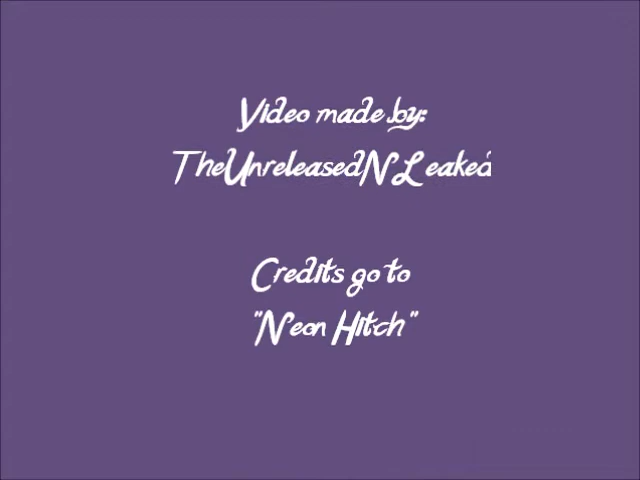 Video made by:
TheUnreleasedNLeaked
Credits go to
"Neon Hitch"